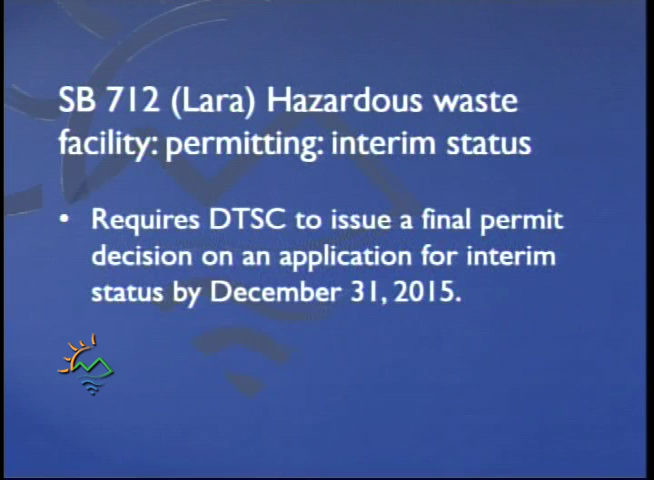 SB 712 (Lara) Hazardous waste
facility: permitting: interim status
• Requires DTSC to issue a final permit
decision on an application for interim
status by December 31, 2015.